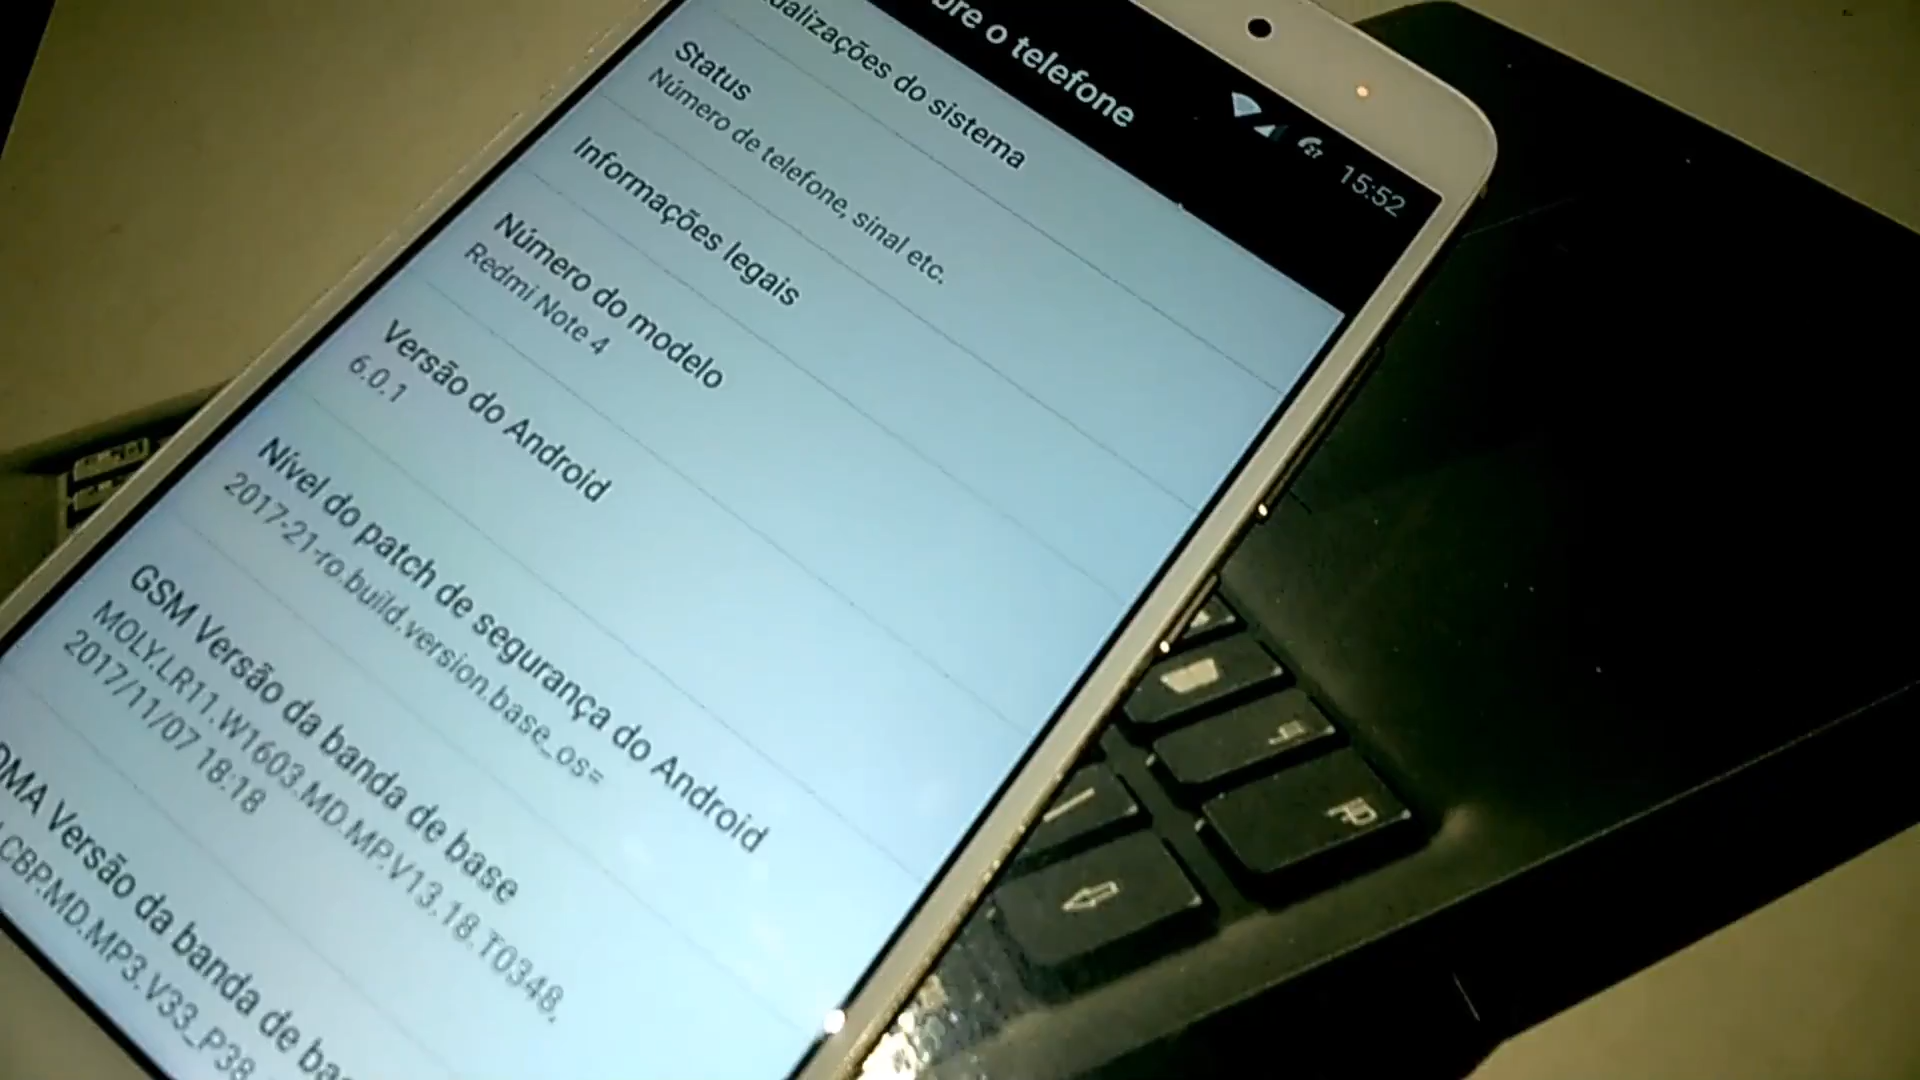 bre o telefone
15:52
ualizações do sistema
Status
Número de telefone, sinal etc.
Informações legais
Número do modelo
Redmi Note 4
Versão do Android
6.0.1
Nível do patch de segurança do Android
2017-21-ro.build.version.base_os=
GSM Versão da banda de base
MOLY.LR11.W1603.MD.MP.V13.18.T0348,
2017/11/07 18:18
DMA Versão da banda de bas
.CBP.MD.MP3.V33_P38